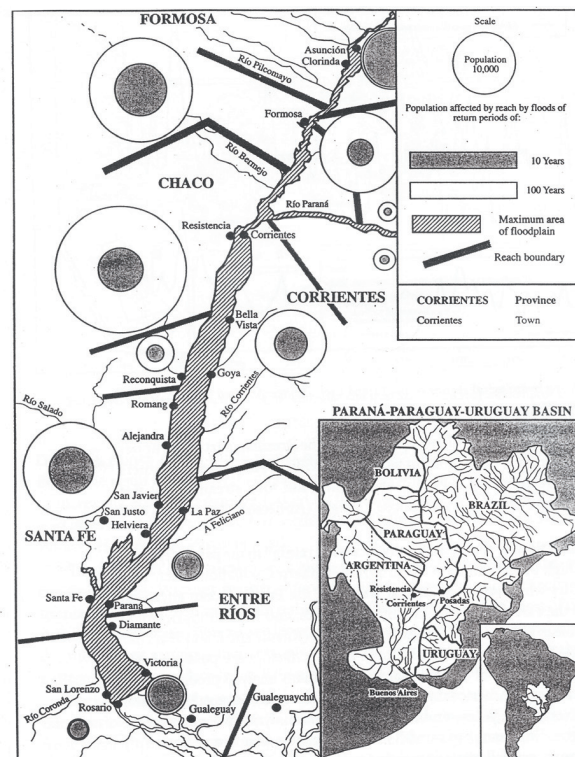 FORMOSA
Asunción
Clorinda
Río Pilcomayo
Formosa
Río Bermejo
CHACO
Río Paraná
Resistencia
Corrientes
CORRIENTES
Bella
Vista
Reconquista
Goya
Romang
Río Corrientes
Río Salado
Alejandra
San Javier
San Justo
Helviera
La Paz
A Feliciano
SANTA FE
Santa Fe
Paraná
ENTRE
RÍOS
Diamante
Victoria
San Lorenzo
Rosario
Río Coronda
Gualeguay
Gualeguaychú
Scale
Population
10,000
Population affected by reach by floods of
return periods of:
10 Years
100 Years
Maximum area
of floodplain
Reach boundary
CORRIENTES Province
Corrientes Town
PARANÁ-PARAGUAY-URUGUAY BASIN
BOLIVIA
BRAZIL
PARAGUAY
ARGENTINA
Resistencia
Corrientes
Posadas
URUGUAY
Buenos Aires